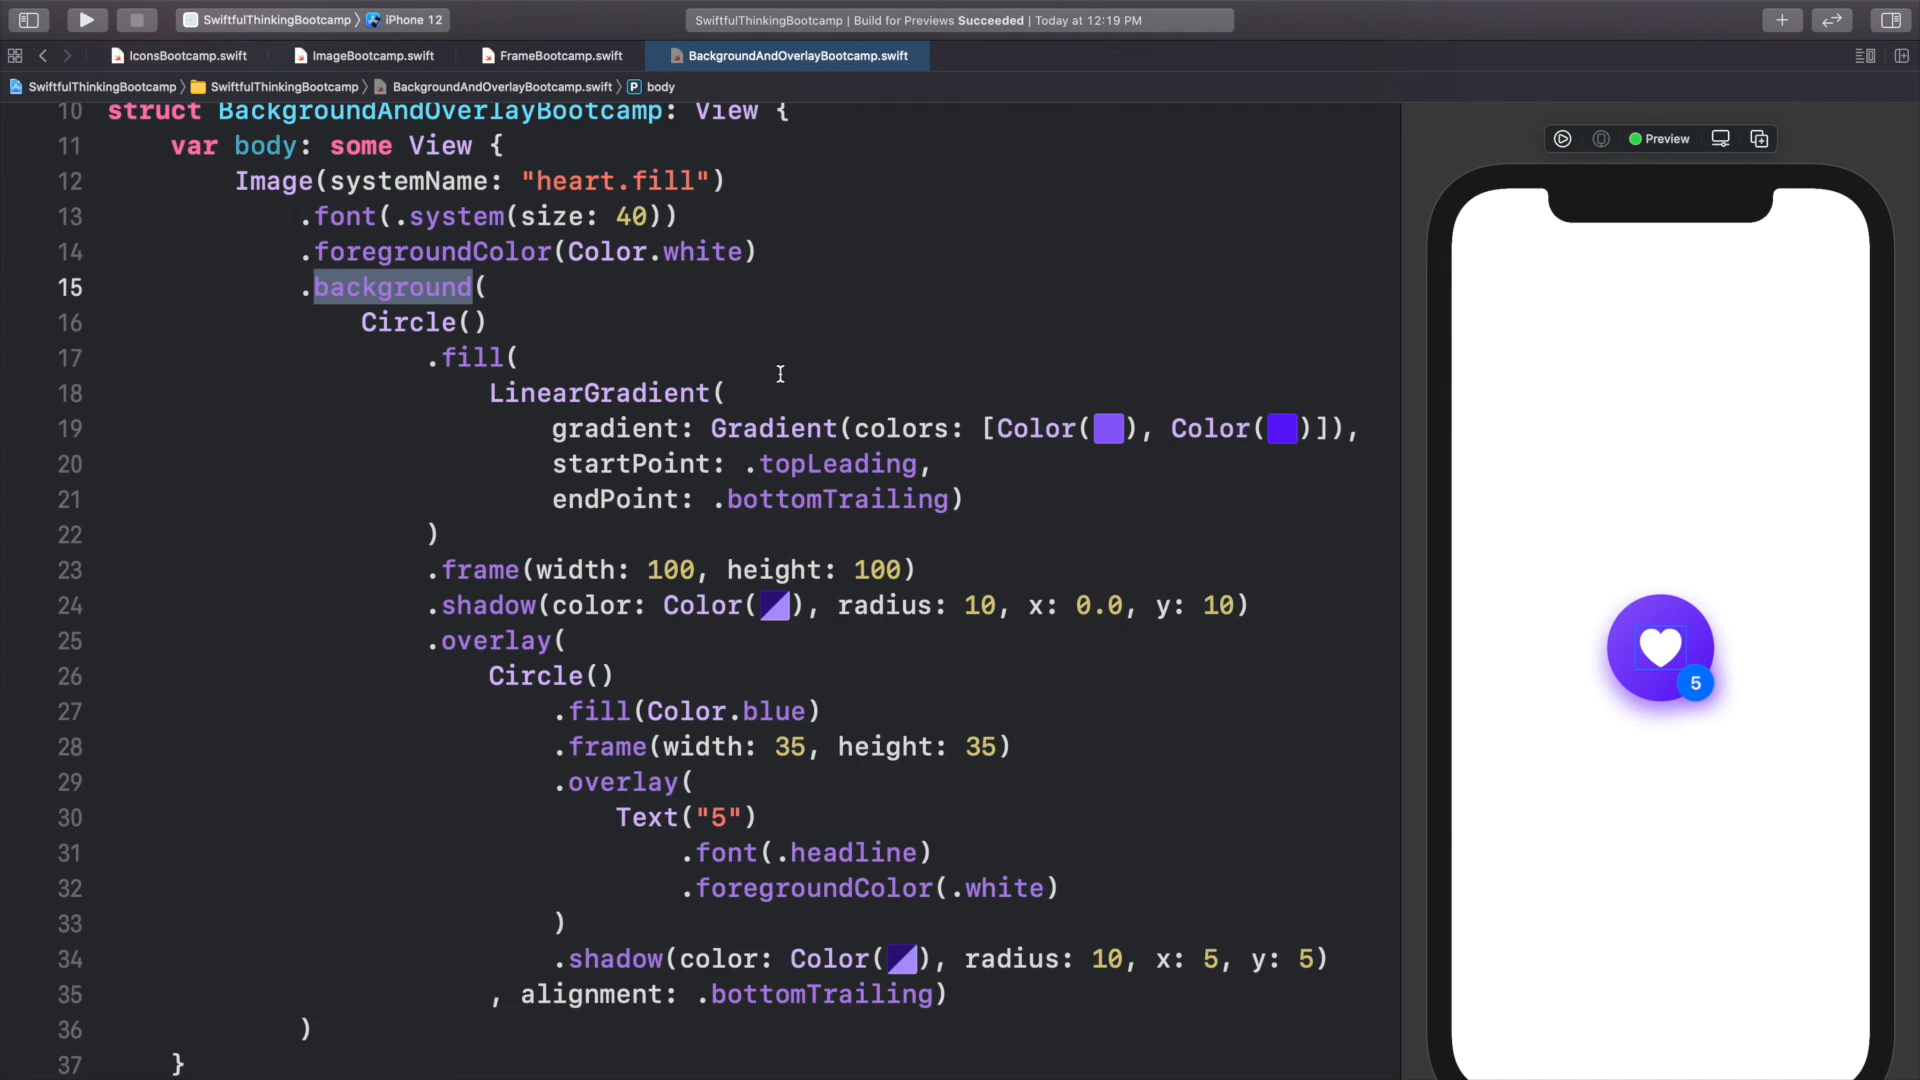 SwiftfulThinkingBootcamp 〉 iPhone 12
SwiftfulThinkingBootcamp | Build for Previews Succeeded | Today at 12:19 PM
IconsBootcamp.swift
ImageBootcamp.swift
FrameBootcamp.swift
BackgroundAndOverlayBootcamp.swift
SwiftfulThinkingBootcamp 〉 SwiftfulThinkingBootcamp 〉 BackgroundAndOverlayBootcamp.swift 〉 P body
10 struct BackgroundAndOverlayBootcamp: View {
11 var body: some View {
12 Image(systemName: "heart.fill")
13 .font(.system(size: 40))
14 .foregroundColor(Color.white)
15 .background(
16 Circle()
17 .fill(
18 LinearGradient(
19 gradient: Gradient(colors: [Color(), Color()]),
20 startPoint: .topLeading,
21 endPoint: .bottomTrailing)
22 )
23 .frame(width: 100, height: 100)
24 .shadow(color: Color(), radius: 10, x: 0.0, y: 10)
25 .overlay(
26 Circle()
27 .fill(Color.blue)
28 .frame(width: 35, height: 35)
29 .overlay(
30 Text("5")
31 .font(.headline)
32 .foregroundColor(.white)
33 )
34 .shadow(color: Color(), radius: 10, x: 5, y: 5)
35 , alignment: .bottomTrailing)
36 )
37 }
Preview
5